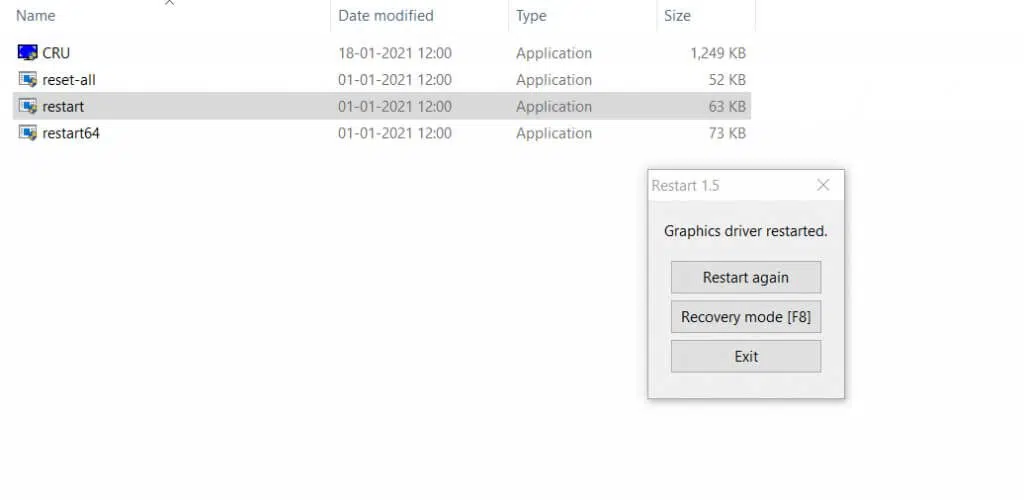 Name Date modified Type Size
CRU 18-01-2021 12:00 Application 1,249 KB
reset-all 01-01-2021 12:00 Application 52 KB
restart 01-01-2021 12:00 Application 63 KB
restart64 01-01-2021 12:00 Application 73 KB
Restart 1.5
Graphics driver restarted.
Restart again
Recovery mode [F8]
Exit